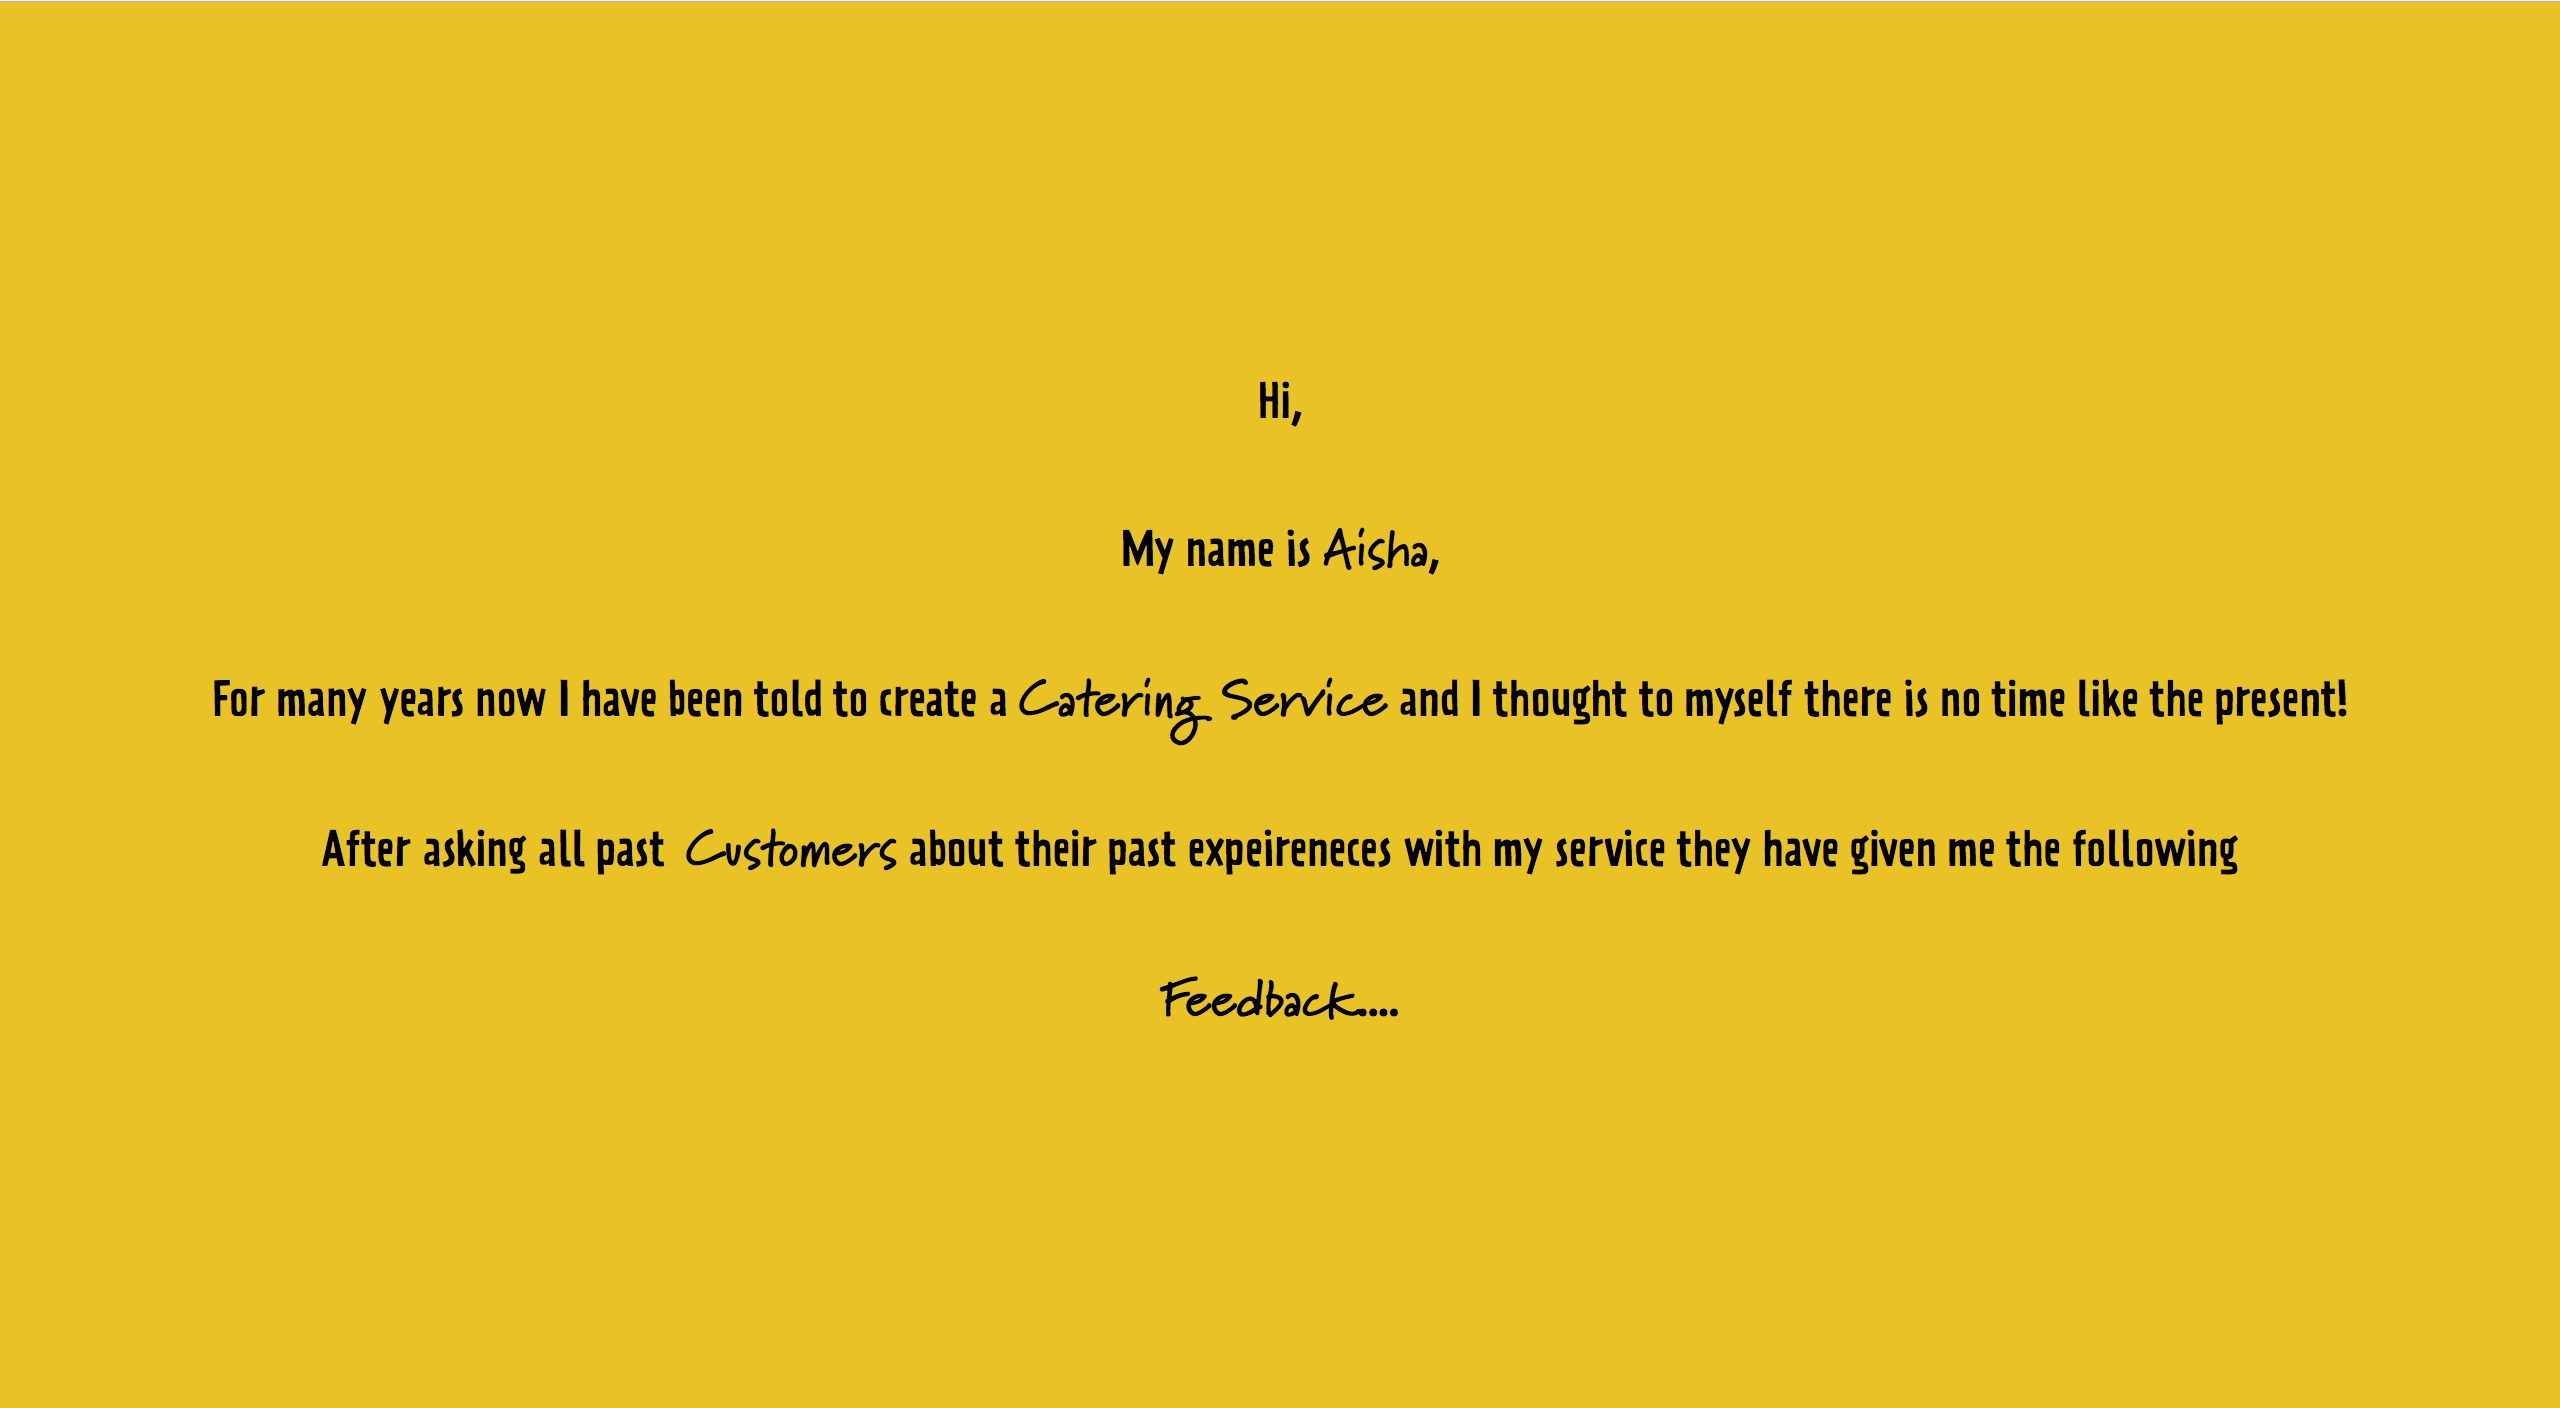 Hi,
My name is Aisha,
For many years now I have been told to create a Catering Service and I thought to myself there is no time like the present!
After asking all past Customers about their past expeireneces with my service they have given me the following
Feedback....